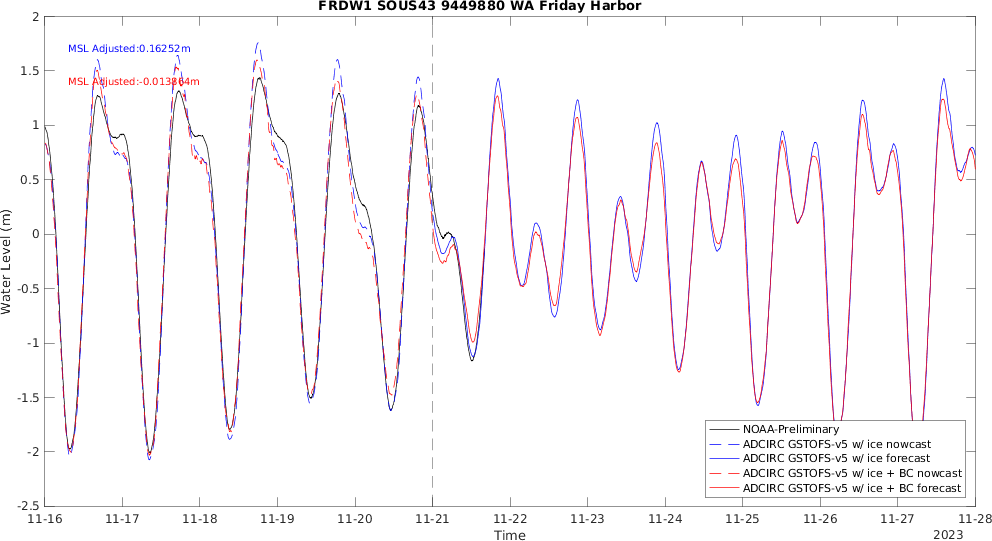 FRDW1 SOUS43 9449880 WA Friday Harbor
MSL Adjusted:0.16252m
MSL Adjusted:-0.013864m
Water Level (m)
2
1.5
1
0.5
0
-0.5
-1
-1.5
-2
-2.5
NOAA-Preliminary
ADCIRC GSTOFS-v5 w/ ice nowcast
ADCIRC GSTOFS-v5 w/ ice forecast
ADCIRC GSTOFS-v5 w/ ice + BC nowcast
ADCIRC GSTOFS-v5 w/ ice + BC forecast
11-16 11-17 11-18 11-19 11-20 11-21 11-22 11-23 11-24 11-25 11-26 11-27 11-28
Time
2023